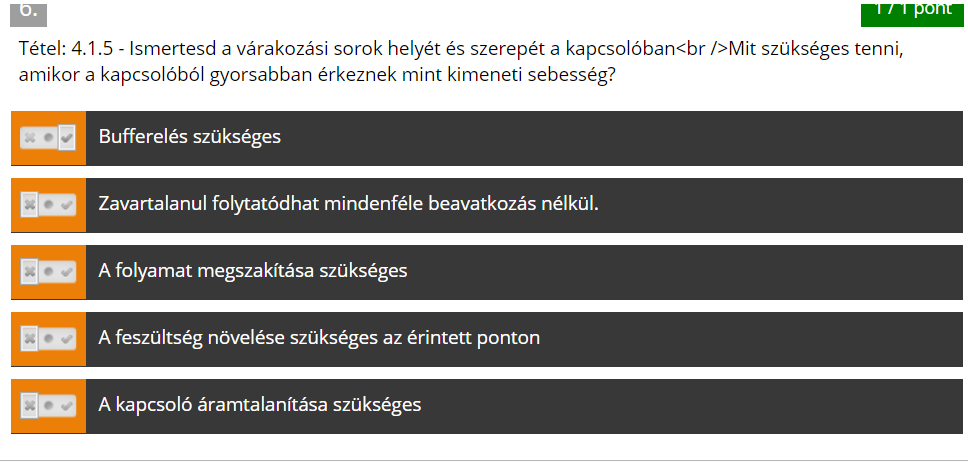 6.
1 / 1 pont
Tétel: 4.1.5 - Ismertesd a várakozási sorok helyét és szerepét a kapcsolóban<br />Mit szükséges tenni,
amikor a kapcsolóból gyorsabban érkeznek mint kimeneti sebesség?
Bufferelés szükséges
Zavartalanul folytatódhat mindenféle beavatkozás nélkül.
A folyamat megszakítása szükséges
A feszültség növelése szükséges az érintett ponton
A kapcsoló áramtalanítása szükséges